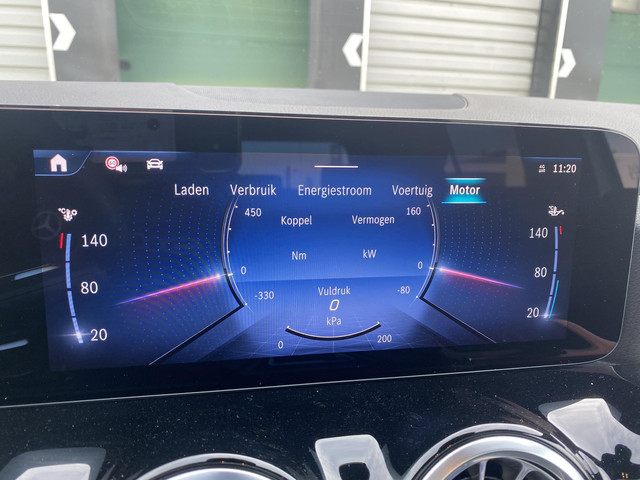 11:20
Laden Verbruik Energiestroom Voertuig Motor
450 Koppel Vermogen 160
140 140
Nm kW
80 0 0 80
-330 Vuldruk -80
0
20 kPa 20
0 200